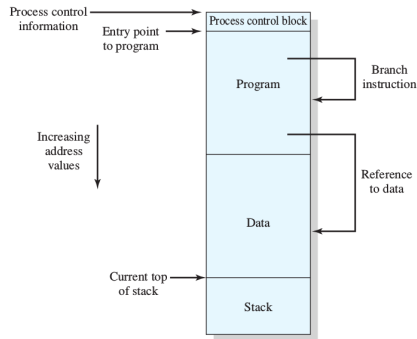 Process control
information
Process control block
Entry point
to program
Program
Branch
instruction
Increasing
address
values
Reference
to data
Data
Current top
of stack
Stack